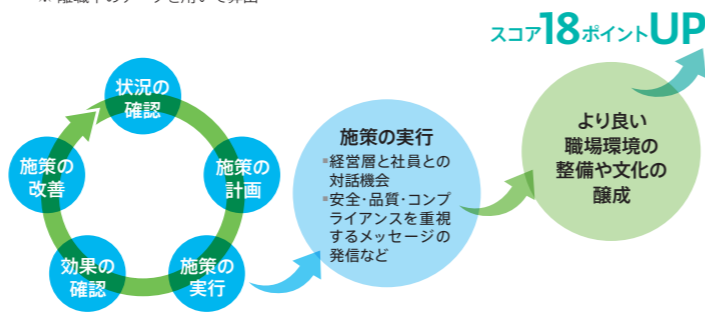 スコア18ポイントUP
状況の
確認
施策の
計画
施策の
実行
効果の
確認
施策の
改善
施策の実行
•経営層と社員との
対話機会
•安全・品質・コンプ
ライアンスを重視
するメッセージの
発信など
より良い
職場環境の
整備や文化の
醸成